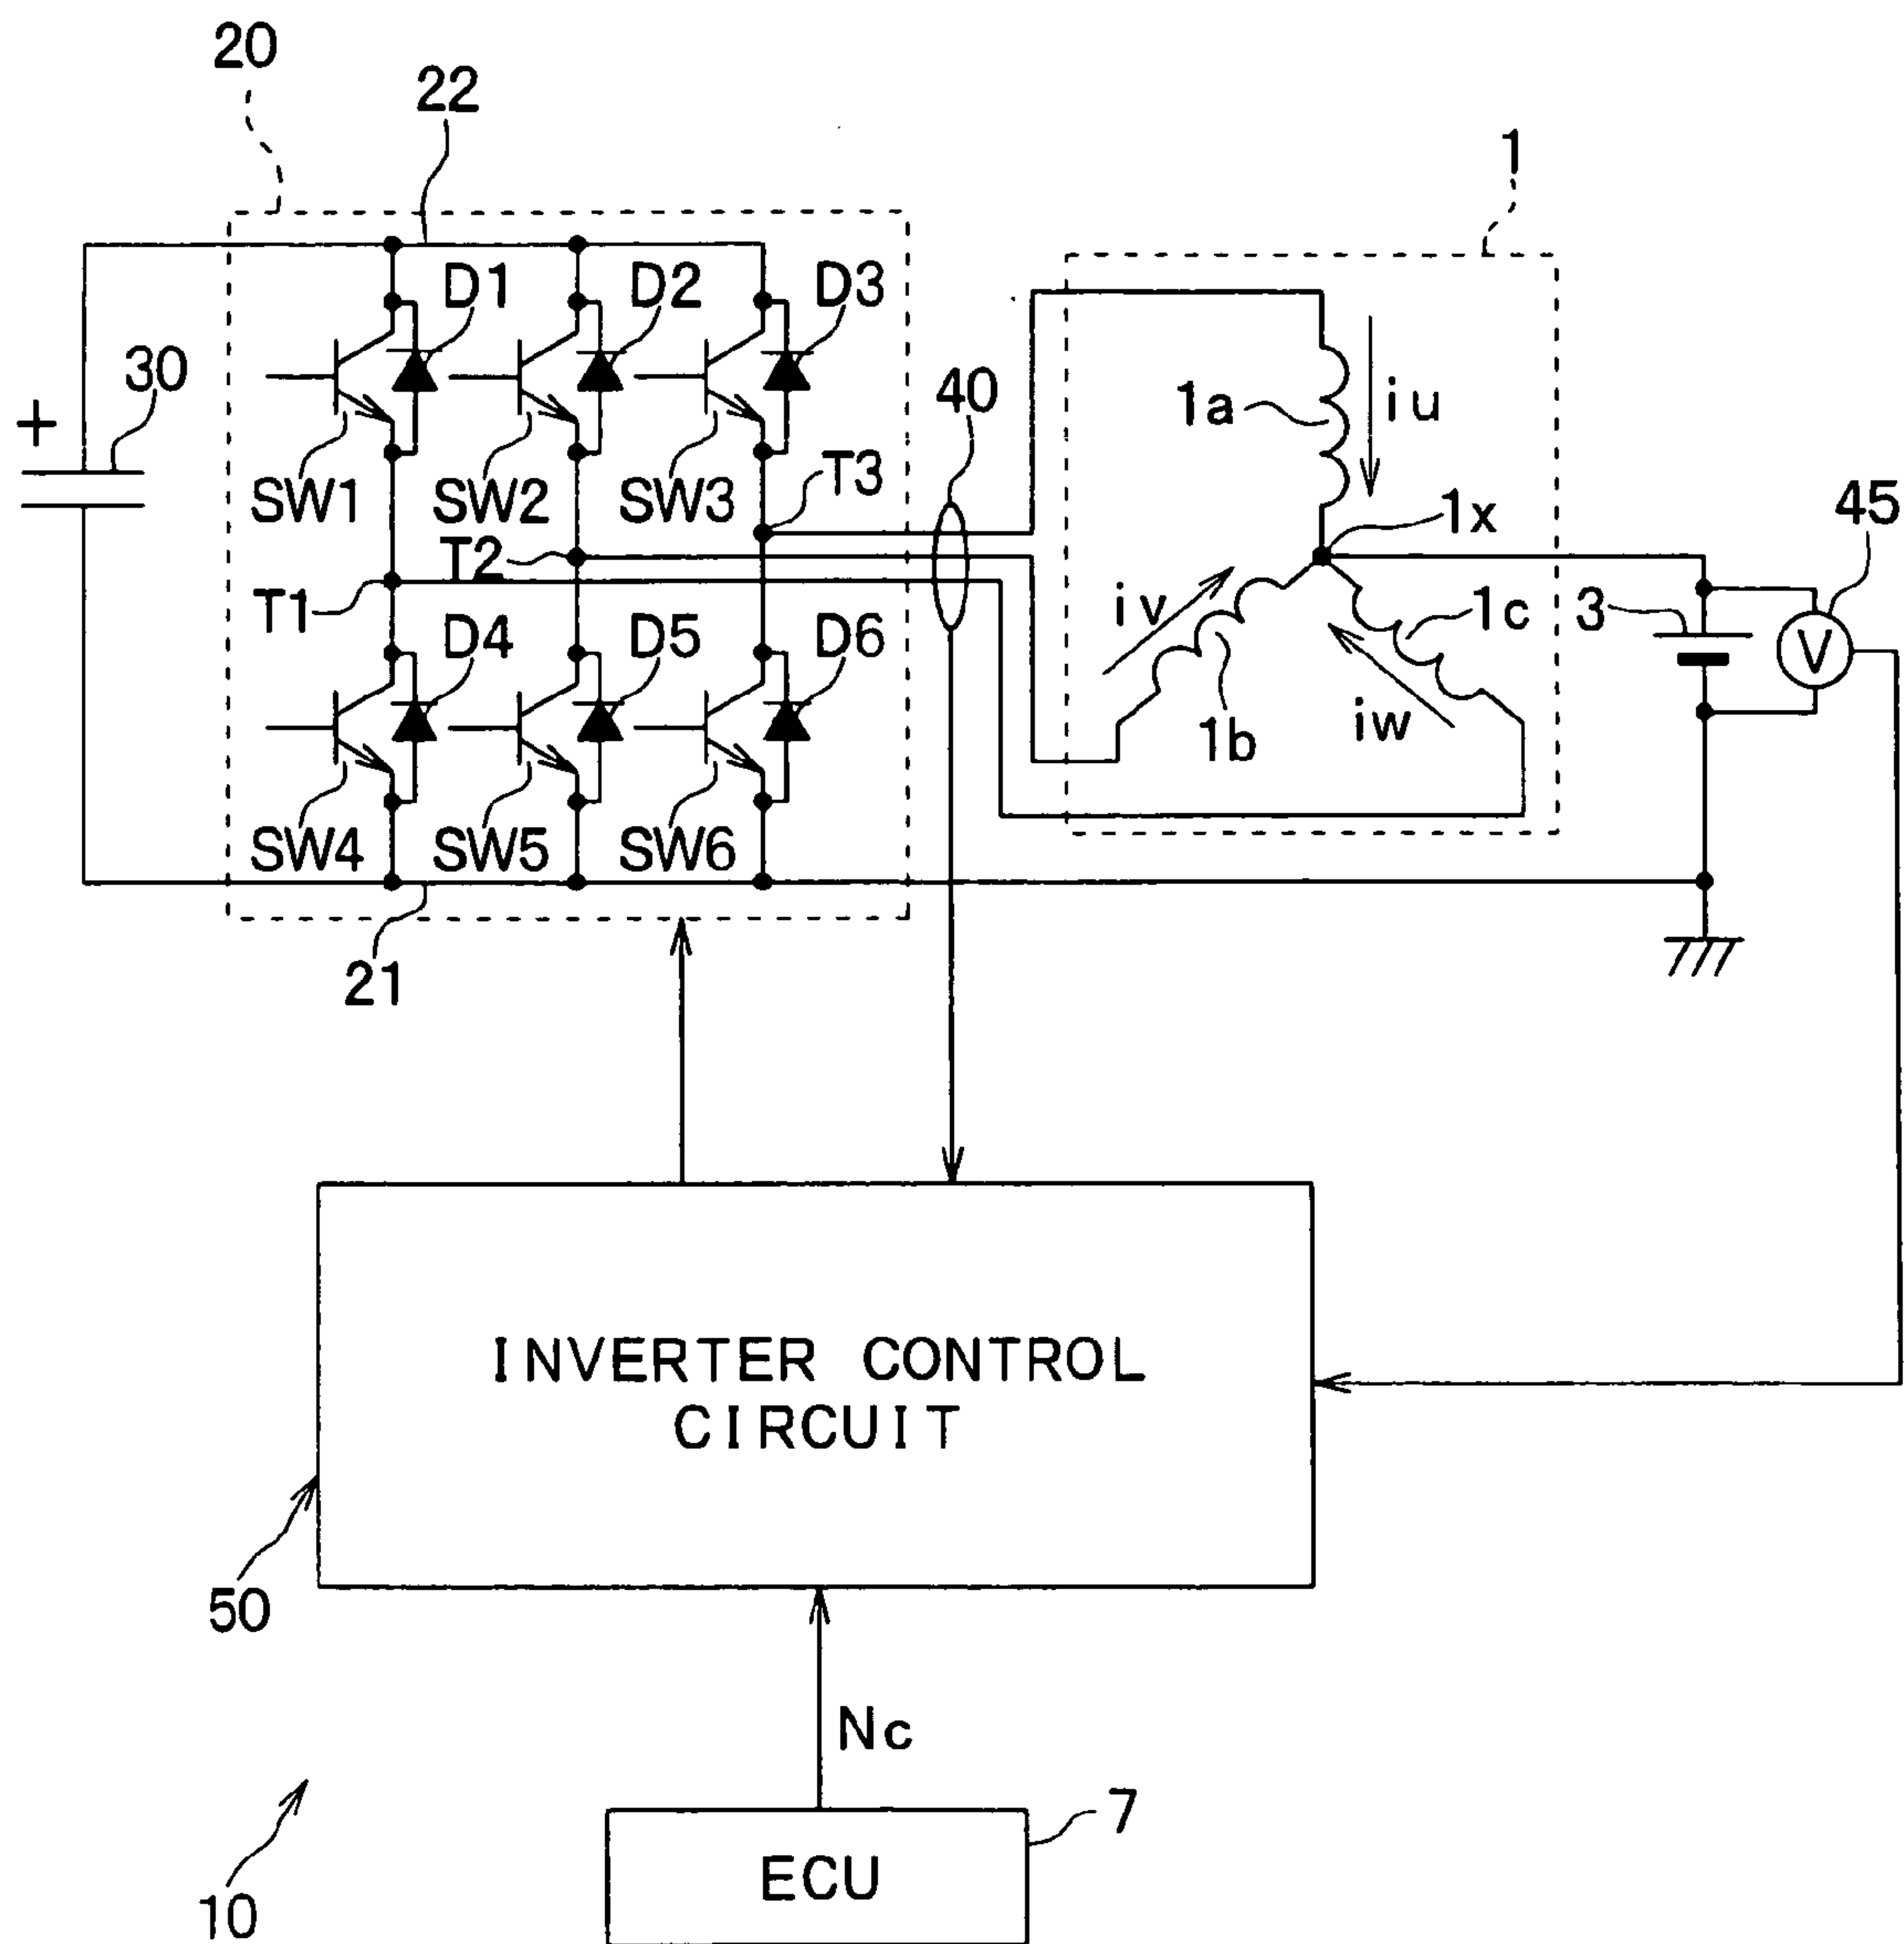 20
22
1
D1
D2
D3
30
+
40
1a
iu
SW1
SW2
SW3
T3
1x
45
T2
T1
iv
1c
3
V
D4
D5
D6
1b
iw
SW4
SW5
SW6
21
INVERTER CONTROL
CIRCUIT
50
Nc
7
ECU
10